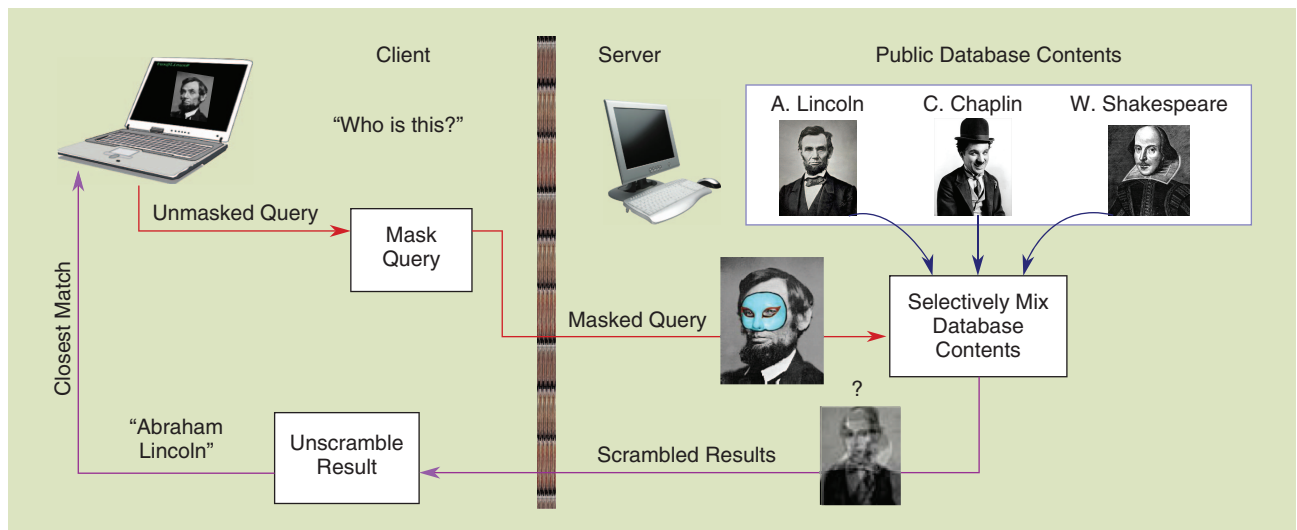 Client
Server
Public Database Contents
A. Lincoln
C. Chaplin
W. Shakespeare
“Who is this?”
Unmasked Query
Mask
Query
Closest Match
Masked Query
Selectively Mix
Database
Contents
?
“Abraham
Lincoln”
Unscramble
Result
Scrambled Results